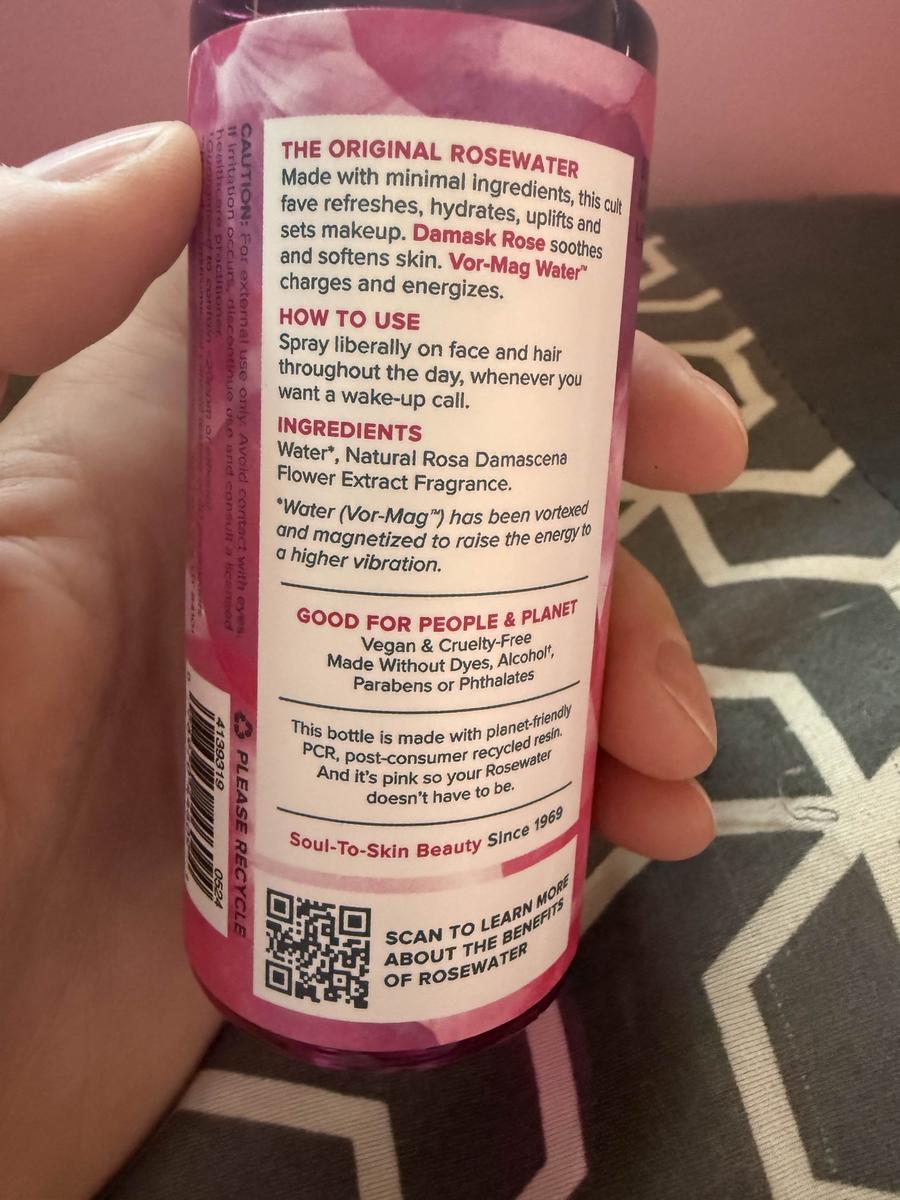 THE ORIGINAL ROSEWATER
Made with minimal ingredients, this cult
fave refreshes, hydrates, uplifts and
sets makeup. Damask Rose soothes
and softens skin. Vor-Mag Water™
charges and energizes.
HOW TO USE
Spray liberally on face and hair
throughout the day, whenever you
want a wake-up call.
INGREDIENTS
Water*, Natural Rosa Damascena
Flower Extract Fragrance.
*Water (Vor-Mag™) has been vortexed
and magnetized to raise the energy to
a higher vibration.
GOOD FOR PEOPLE & PLANET
Vegan & Cruelty-Free
Made Without Dyes, Alcohol†,
Parabens or Phthalates
This bottle is made with planet-friendly
PCR, post-consumer recycled resin.
And it's pink so your Rosewater
doesn't have to be.
Soul-To-Skin Beauty Since 1969
SCAN TO LEARN MORE
ABOUT THE BENEFITS
OF ROSEWATER
CAUTION: For external use only. Avoid contact with eyes.
If irritation occurs, discontinue use and consult a licensed
healthcare practitioner.
PLEASE RECYCLE
4139319
0524